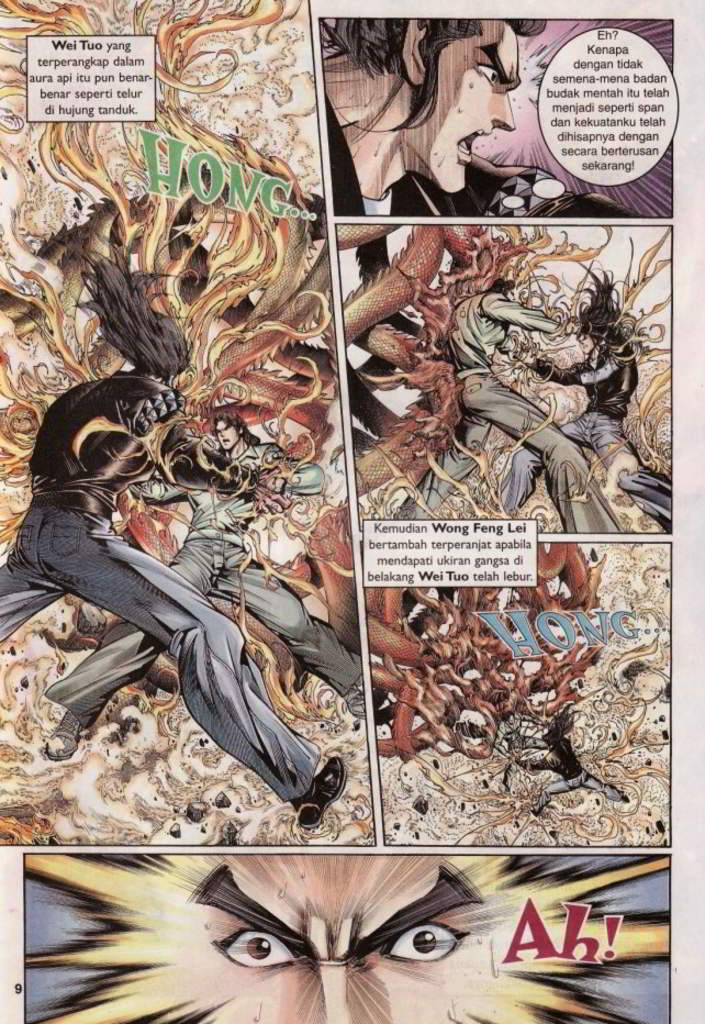 Wei Tuo yang
terperangkap dalam
aura api itu pun benar-
benar seperti telur
di hujung tanduk.
HONG...
Eh?
Kenapa
dengan tidak
semena-mena badan
budak mentah itu telah
menjadi seperti span
dan kekuatanku telah
dihisapnya dengan
secara berterusan
sekarang!
Kemudian Wong Feng Lei
bertambah terperanjat apabila
mendapati ukiran gangsa di
belakang Wei Tuo telah lebur.
HONG...
Ah!
9